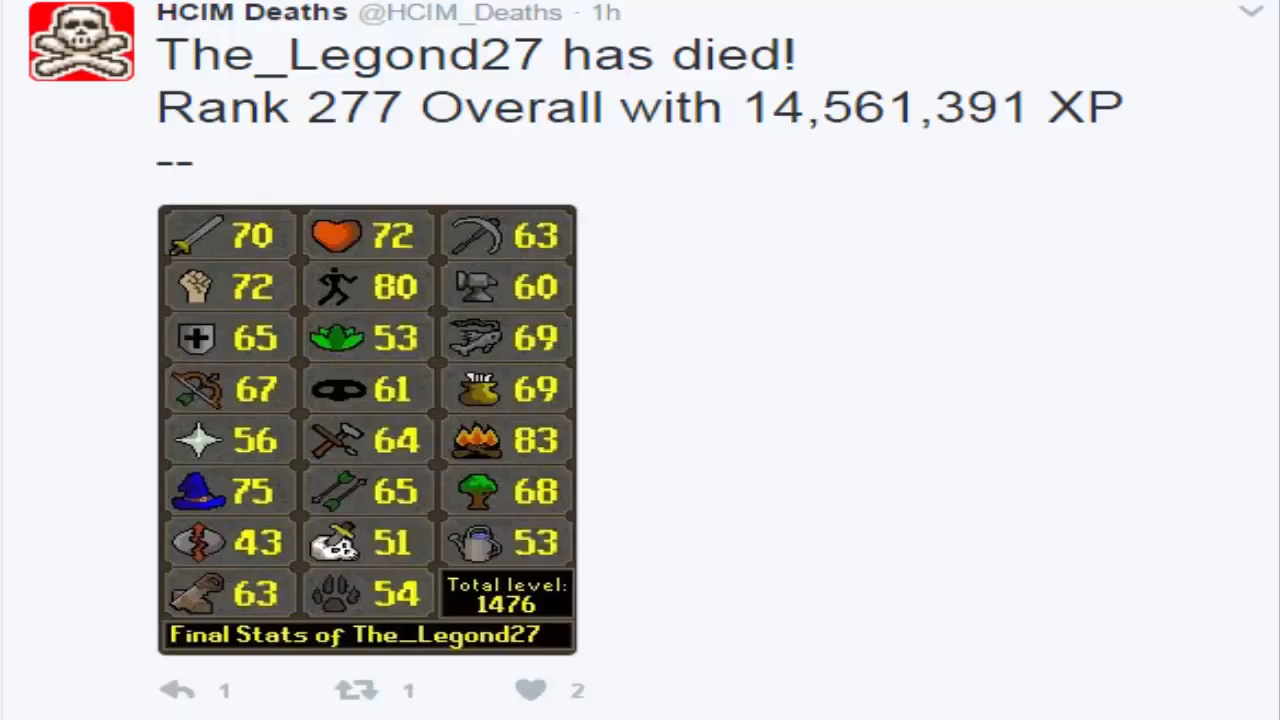 HCIM Deaths @HCIM_Deaths · 1h
The_Legond27 has died!
Rank 277 Overall with 14,561,391 XP
--
70 72 63
72 80 60
65 53 69
67 61 69
56 64 83
75 65 68
43 51 53
63 54 Total level:
1476
Final Stats of The_Legond27
1 1 2